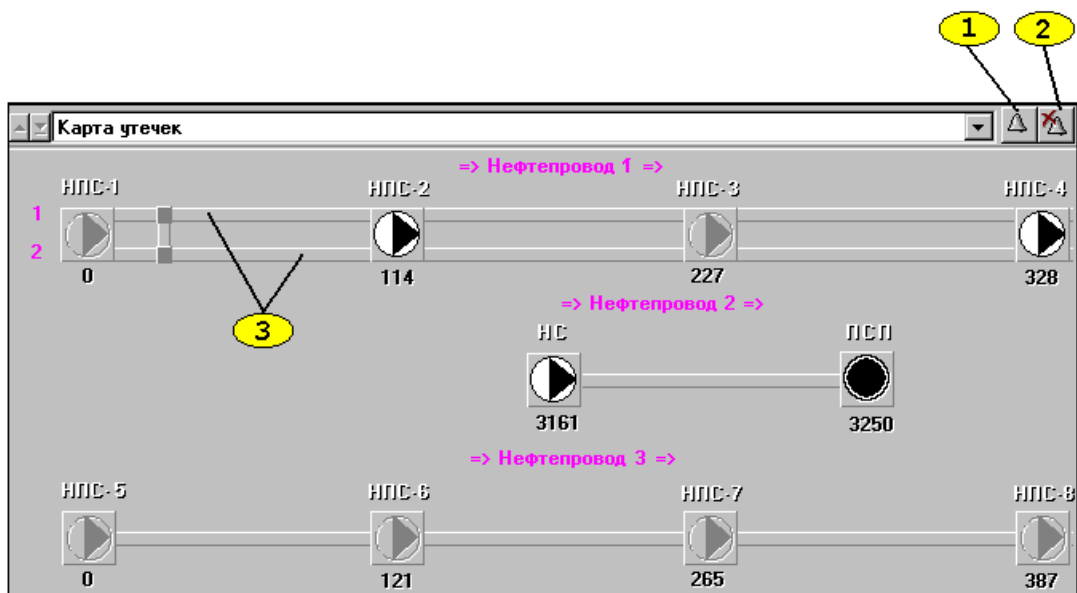 1 2
Карта утечек
=> Нефтепровод 1 =>
НПС-1 НПС-2 НПС-3 НПС-4
1
2
0 114 227 328
3
=> Нефтепровод 2 =>
НС ПСП
3161 3250
=> Нефтепровод 3 =>
НПС-5 НПС-6 НПС-7 НПС-8
0 121 265 387